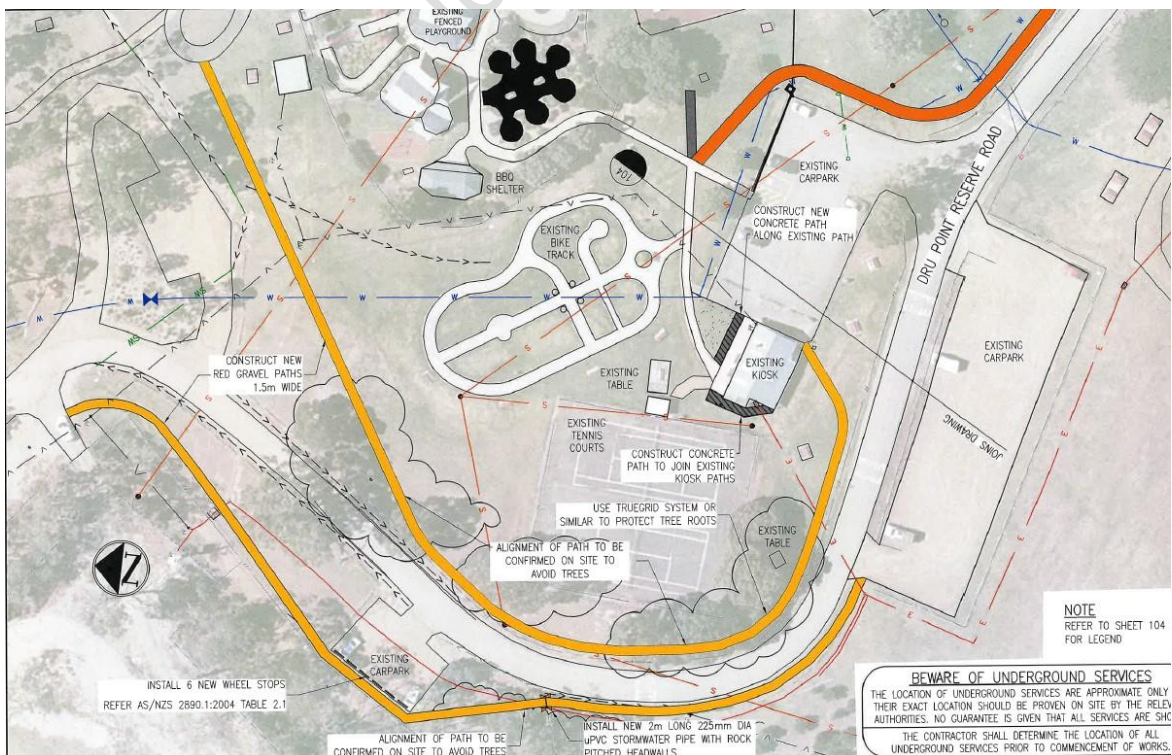 EXISTING
FENCED
PLAYGROUND
BBQ
SHELTER
104
EXISTING
CARPARK
DRU POINT RESERVE ROAD
CONSTRUCT NEW
CONCRETE PATH
ALONG EXISTING PATH
EXISTING
BIKE
TRACK
EXISTING
CARPARK
CONSTRUCT NEW
RED GRAVEL PATHS
1.5m WIDE
EXISTING
TABLE
EXISTING
KIOSK
EXISTING
TENNIS
COURTS
CONSTRUCT CONCRETE
PATH TO JOIN EXISTING
KIOSK PATHS
JOINS DRAWING
USE TRUEGRID SYSTEM OR
SIMILAR TO PROTECT TREE ROOTS
EXISTING
TABLE
ALIGNMENT OF PATH TO BE
CONFIRMED ON SITE TO
AVOID TREES
N
NOTE
REFER TO SHEET 104
FOR LEGEND
EXISTING
CARPARK
INSTALL 6 NEW WHEEL STOPS
REFER AS/NZS 2890.1:2004 TABLE 2.1
ALIGNMENT OF PATH TO BE
CONFIRMED ON SITE TO AVOID TREES
INSTALL NEW 2m LONG 225mm DIA
uPVC STORMWATER PIPE WITH ROCK
PITCHED HEADWALLS
BEWARE OF UNDERGROUND SERVICES
THE LOCATION OF UNDERGROUND SERVICES ARE APPROXIMATE ONLY
THEIR EXACT LOCATION SHOULD BE PROVEN ON SITE BY THE RELEV
AUTHORITIES. NO GUARANTEE IS GIVEN THAT ALL SERVICES ARE SHO
THE CONTRACTOR SHALL DETERMINE THE LOCATION OF ALL
UNDERGROUND SERVICES PRIOR TO COMMENCEMENT OF WORKS.